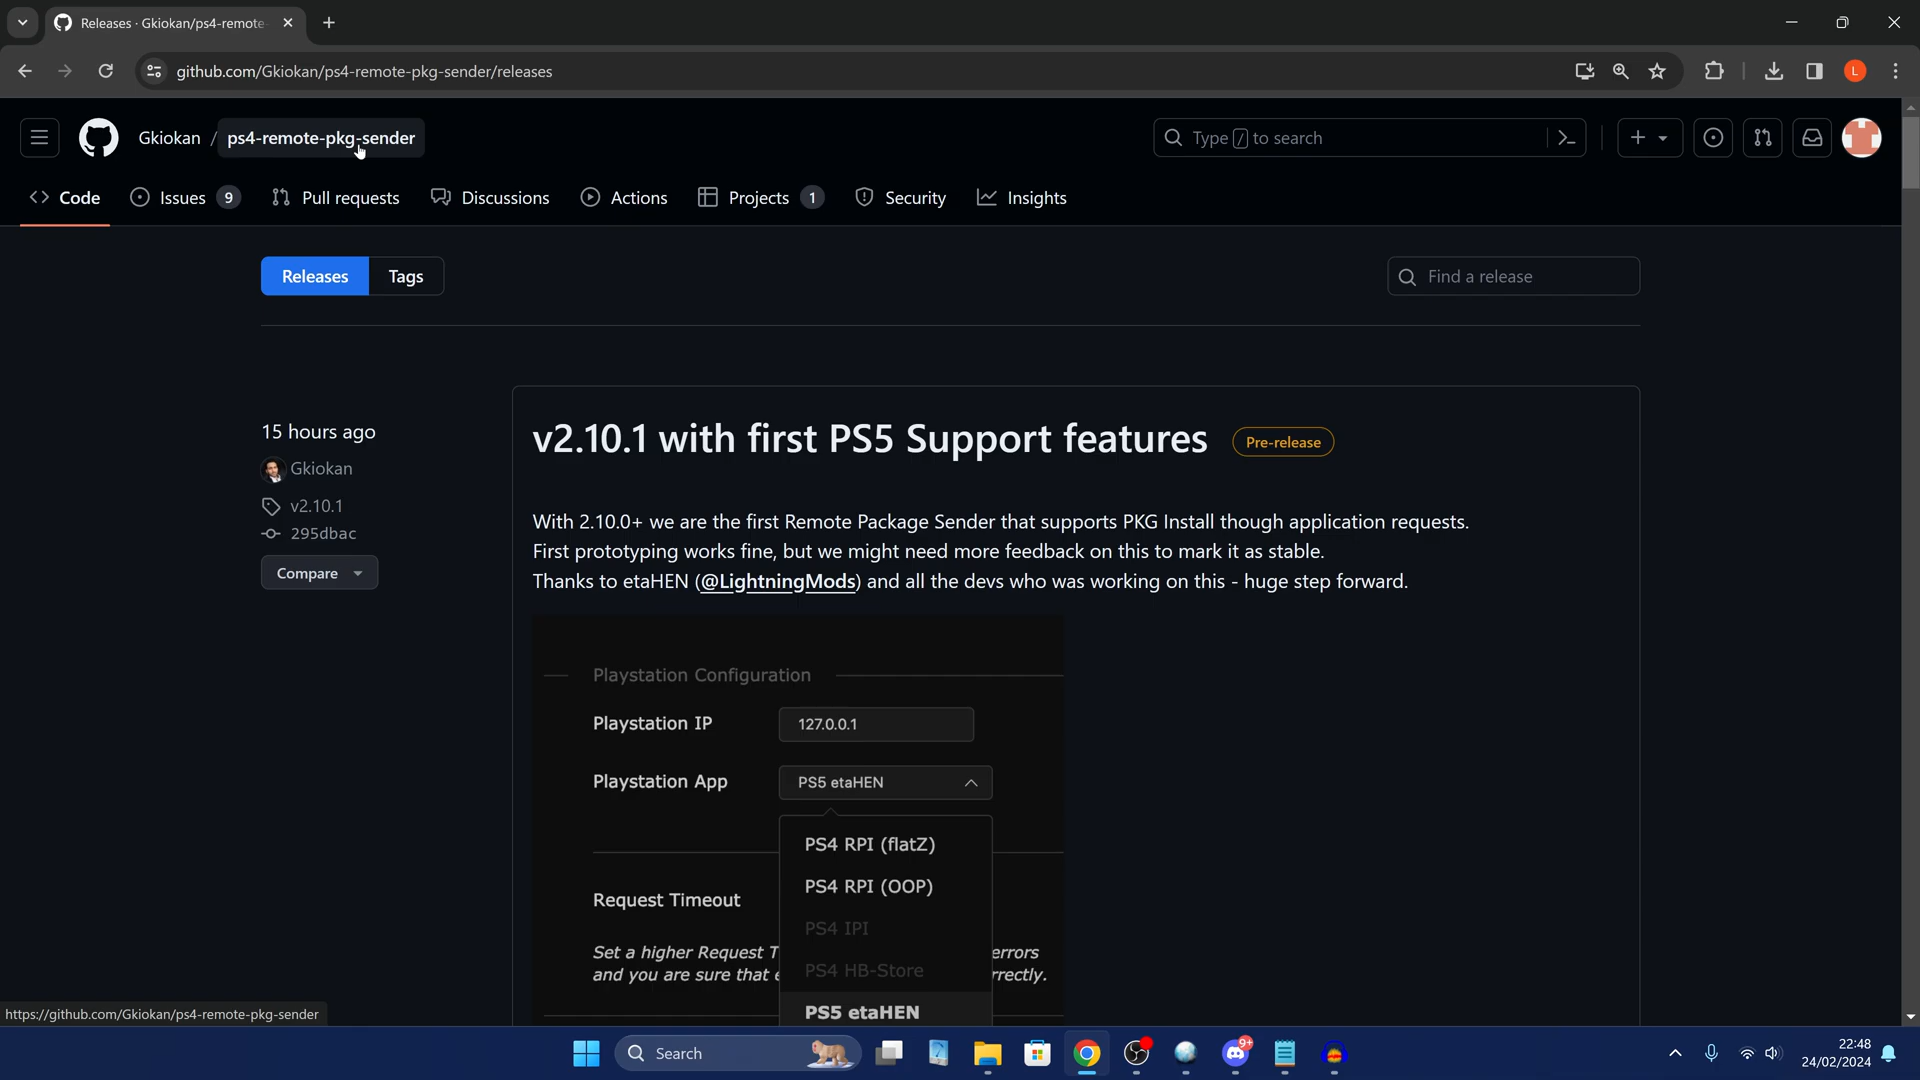 Releases · Gkiokan/ps4-remote-
github.com/Gkiokan/ps4-remote-pkg-sender/releases
L
Gkiokan / ps4-remote-pkg-sender
Type / to search
Code
Issues 9
Pull requests
Discussions
Actions
Projects 1
Security
Insights
Releases
Tags
Find a release
15 hours ago
Gkiokan
v2.10.1
295dbac
Compare
v2.10.1 with first PS5 Support features
Pre-release
With 2.10.0+ we are the first Remote Package Sender that supports PKG Install though application requests.
First prototyping works fine, but we might need more feedback on this to mark it as stable.
Thanks to etaHEN (@LightningMods) and all the devs who was working on this - huge step forward.
Playstation Configuration
Playstation IP
127.0.0.1
Playstation App
PS5 etaHEN
PS4 RPI (flatZ)
PS4 RPI (OOP)
PS4 IPI
PS4 HB-Store
PS5 etaHEN
Request Timeout
Set a higher Request T
errors
and you are sure that e
rrectly.
https://github.com/Gkiokan/ps4-remote-pkg-sender
Search
9+
22:48
24/02/2024